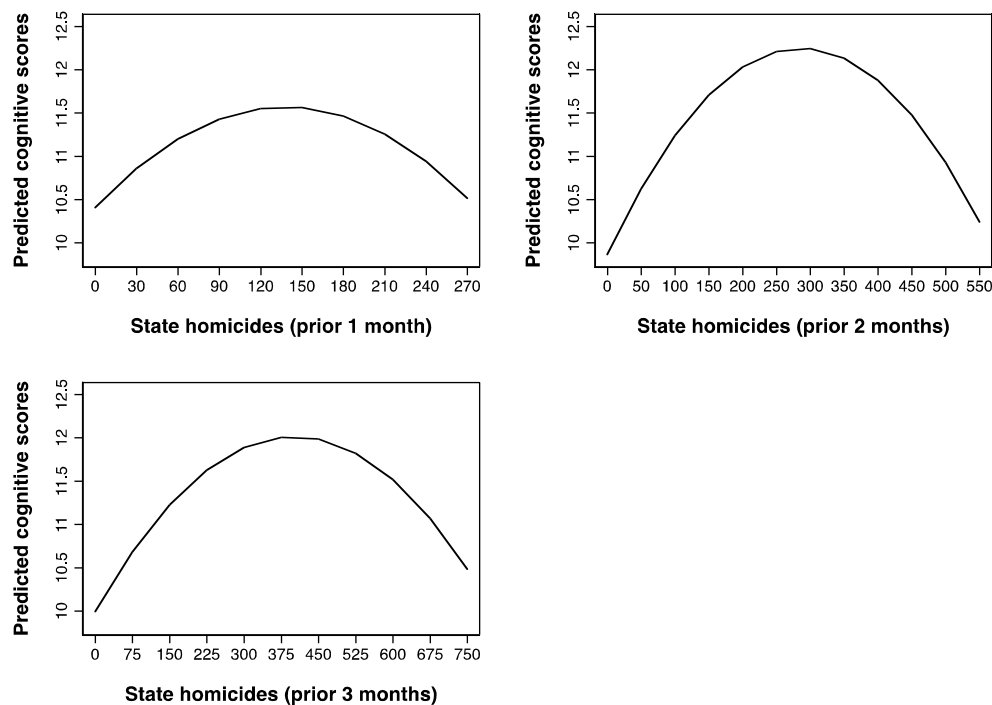 Predicted cognitive scores
12.5
12
11.5
11
10.5
10
0 30 60 90 120 150 180 210 240 270
State homicides (prior 1 month)
Predicted cognitive scores
12.5
12
11.5
11
10.5
10
0 50 100 150 200 250 300 350 400 450 500 550
State homicides (prior 2 months)
Predicted cognitive scores
12.5
12
11.5
11
10.5
10
0 75 150 225 300 375 450 525 600 675 750
State homicides (prior 3 months)